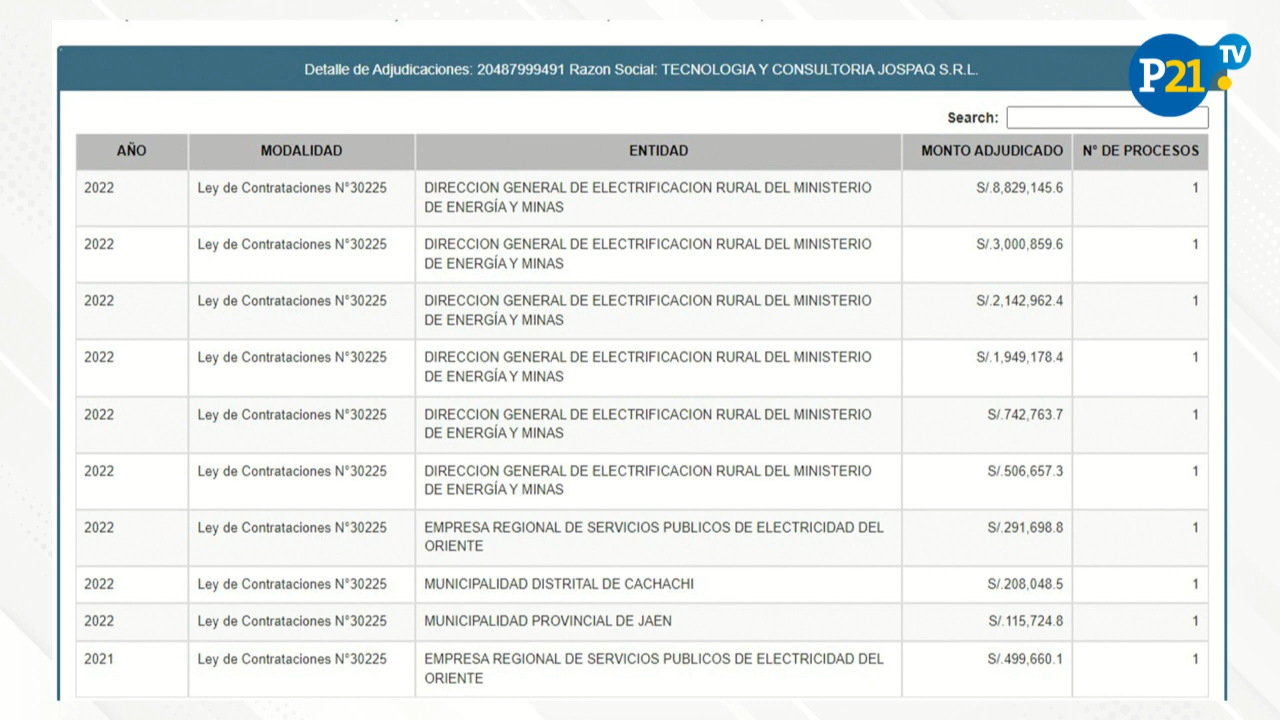 Detalle de Adjudicaciones: 20487999491 Razon Social: TECNOLOGIA Y CONSULTORIA JOSPAQ S.R.L.
P21 TV
Search:
AÑO MODALIDAD ENTIDAD MONTO ADJUDICADO N° DE PROCESOS
2022 Ley de Contrataciones N°30225 DIRECCION GENERAL DE ELECTRIFICACION RURAL DEL MINISTERIO S/.8,829,145.6 1
DE ENERGÍA Y MINAS
2022 Ley de Contrataciones N°30225 DIRECCION GENERAL DE ELECTRIFICACION RURAL DEL MINISTERIO S/.3,000,859.6 1
DE ENERGÍA Y MINAS
2022 Ley de Contrataciones N°30225 DIRECCION GENERAL DE ELECTRIFICACION RURAL DEL MINISTERIO S/.2,142,962.4 1
DE ENERGÍA Y MINAS
2022 Ley de Contrataciones N°30225 DIRECCION GENERAL DE ELECTRIFICACION RURAL DEL MINISTERIO S/.1,949,178.4 1
DE ENERGÍA Y MINAS
2022 Ley de Contrataciones N°30225 DIRECCION GENERAL DE ELECTRIFICACION RURAL DEL MINISTERIO S/.742,763.7 1
DE ENERGÍA Y MINAS
2022 Ley de Contrataciones N°30225 DIRECCION GENERAL DE ELECTRIFICACION RURAL DEL MINISTERIO S/.506,657.3 1
DE ENERGÍA Y MINAS
2022 Ley de Contrataciones N°30225 EMPRESA REGIONAL DE SERVICIOS PUBLICOS DE ELECTRICIDAD DEL S/.291,698.8 1
ORIENTE
2022 Ley de Contrataciones N°30225 MUNICIPALIDAD DISTRITAL DE CACHACHI S/.208,048.5 1
2022 Ley de Contrataciones N°30225 MUNICIPALIDAD PROVINCIAL DE JAEN S/.115,724.8 1
2021 Ley de Contrataciones N°30225 EMPRESA REGIONAL DE SERVICIOS PUBLICOS DE ELECTRICIDAD DEL S/.499,660.1 1
ORIENTE